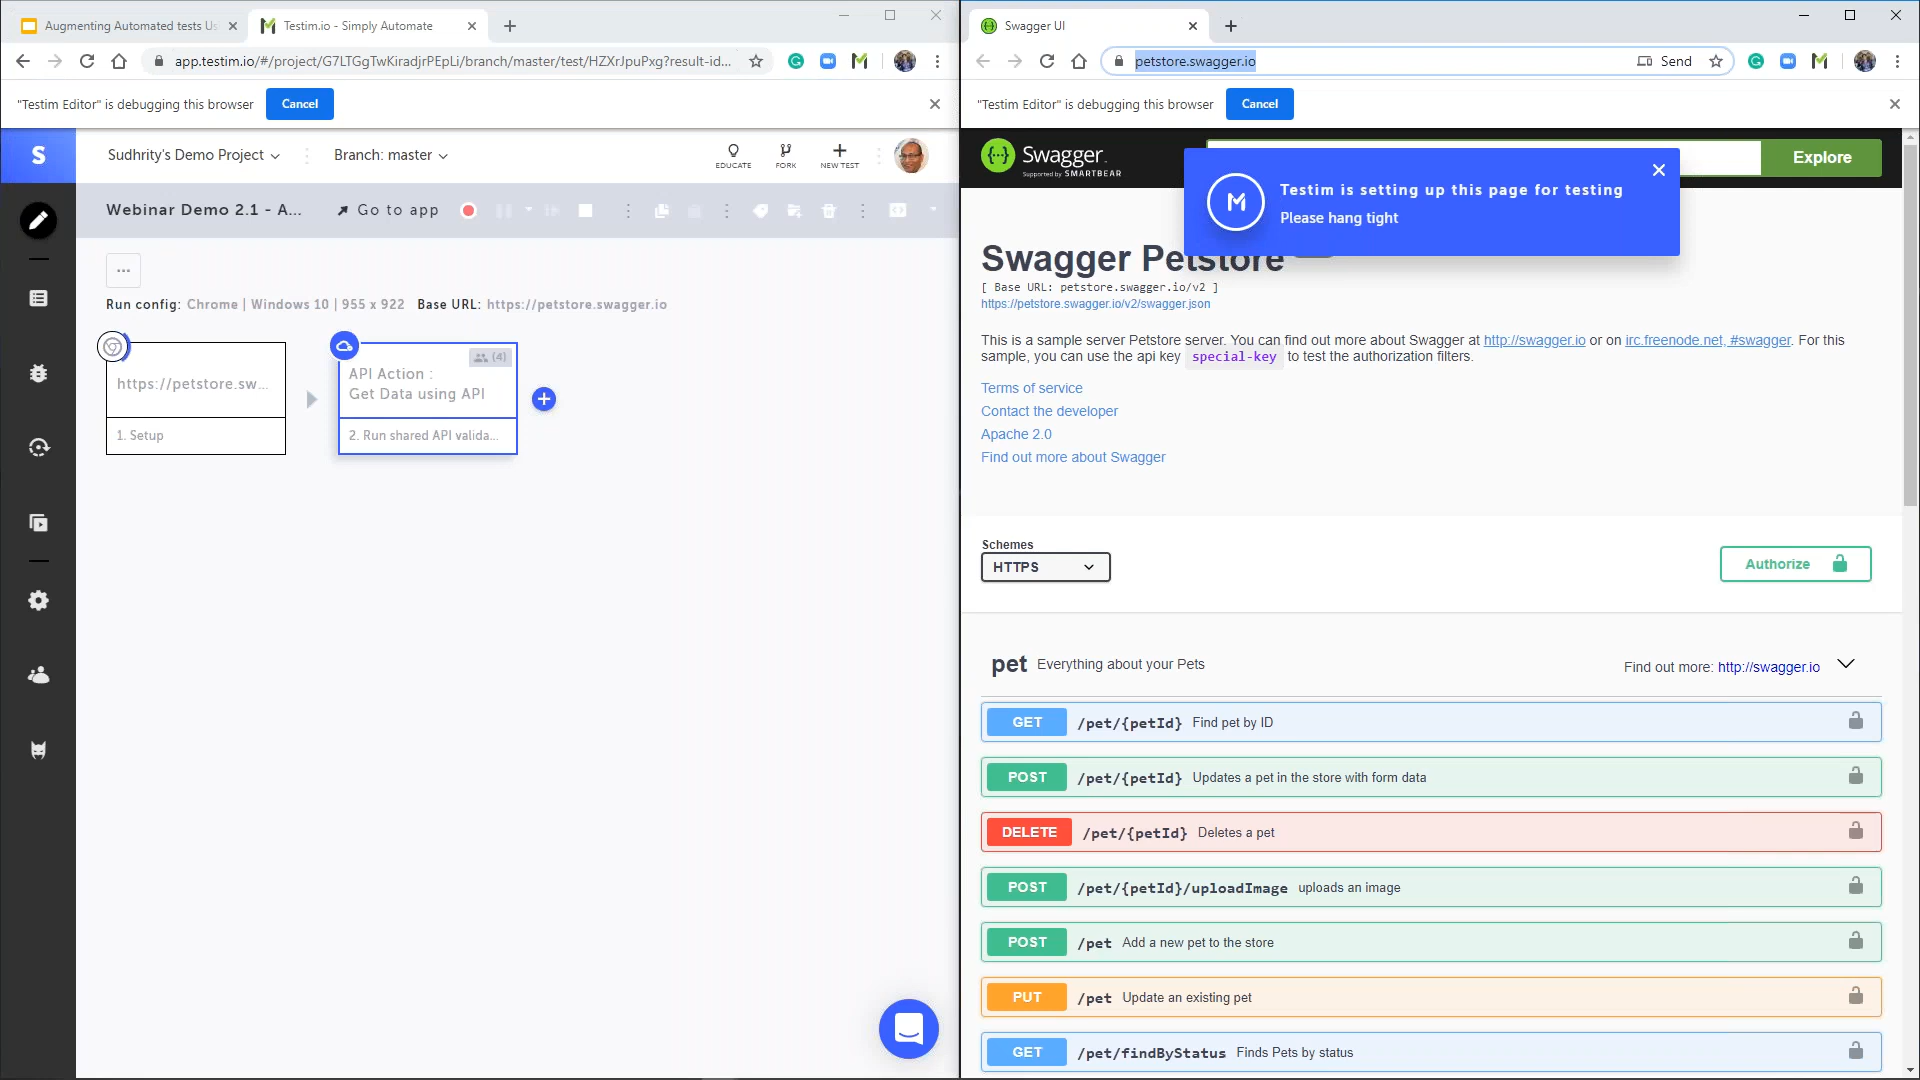 Augmenting Automated tests Us
Testim.io - Simply Automate
app.testim.io/#/project/G7LTGgTwKiradjrPEpLi/branch/master/test/HZXrJpuPxg?result-id...
"Testim Editor" is debugging this browser
Cancel
S
Sudhrity's Demo Project
Branch: master
EDUCATE
FORK
NEW TEST
Webinar Demo 2.1 - A...
Go to app
...
Run config: Chrome | Windows 10 | 955 x 922 Base URL: https://petstore.swagger.io
https://petstore.sw...
1. Setup
(4)
API Action :
Get Data using API
2. Run shared API valida...
Swagger UI
petstore.swagger.io
Send
"Testim Editor" is debugging this browser
Cancel
Swagger
Supported by SMARTBEAR
Explore
Testim is setting up this page for testing
Please hang tight
Swagger Petstore
[ Base URL: petstore.swagger.io/v2 ]
https://petstore.swagger.io/v2/swagger.json
This is a sample server Petstore server. You can find out more about Swagger at http://swagger.io or on irc.freenode.net, #swagger. For this
sample, you can use the api key special-key to test the authorization filters.
Terms of service
Contact the developer
Apache 2.0
Find out more about Swagger
Schemes
HTTPS
Authorize
pet Everything about your Pets
Find out more: http://swagger.io
GET /pet/{petId} Find pet by ID
POST /pet/{petId} Updates a pet in the store with form data
DELETE /pet/{petId} Deletes a pet
POST /pet/{petId}/uploadImage uploads an image
POST /pet Add a new pet to the store
PUT /pet Update an existing pet
GET /pet/findByStatus Finds Pets by status